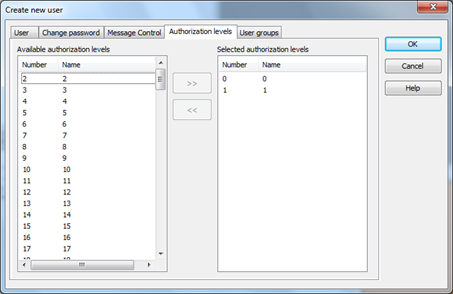 Create new user
User Change password Message Control Authorization levels User groups
Available authorization levels Selected authorization levels OK
Number Name Number Name
2 2 >> 0 0 Cancel
3 3 1 1
4 4 << Help
5 5
6 6
7 7
8 8
9 9
10 10
11 11
12 12
13 13
14 14
15 15
16 16
17 17